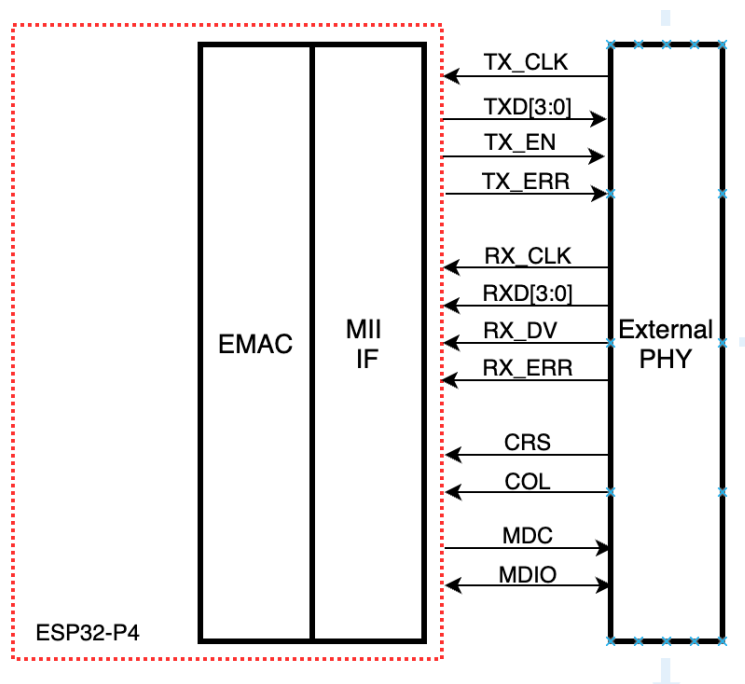 TX_CLK
TXD[3:0]
TX_EN
TX_ERR
RX_CLK
RXD[3:0]
RX_DV
RX_ERR
CRS
COL
MDC
MDIO
EMAC
MII
IF
External
PHY
ESP32-P4